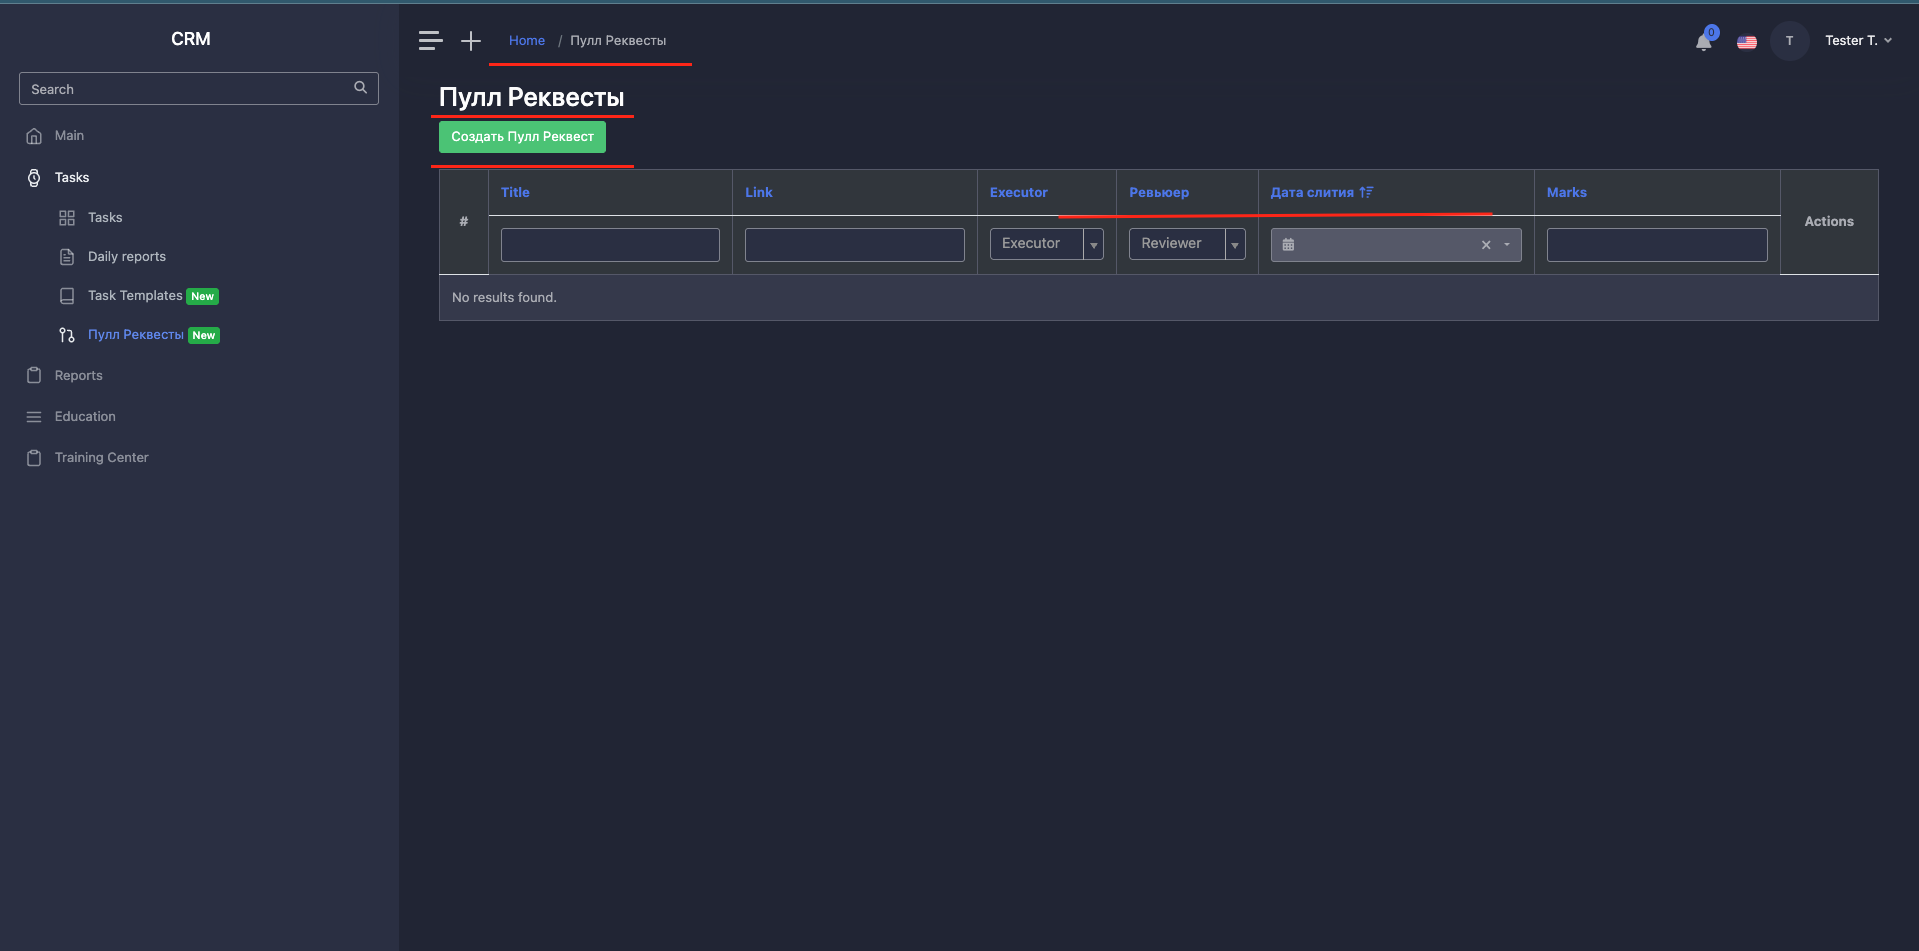 CRM
Search
Main
Tasks
Tasks
Daily reports
Task Templates New
Пулл Реквесты New
Reports
Education
Training Center
Home / Пулл Реквесты
0
T
Tester T.
Пулл Реквесты
Создать Пулл Реквест
# Title Link Executor Ревьюер Дата слития Marks Actions
Executor Reviewer
No results found.